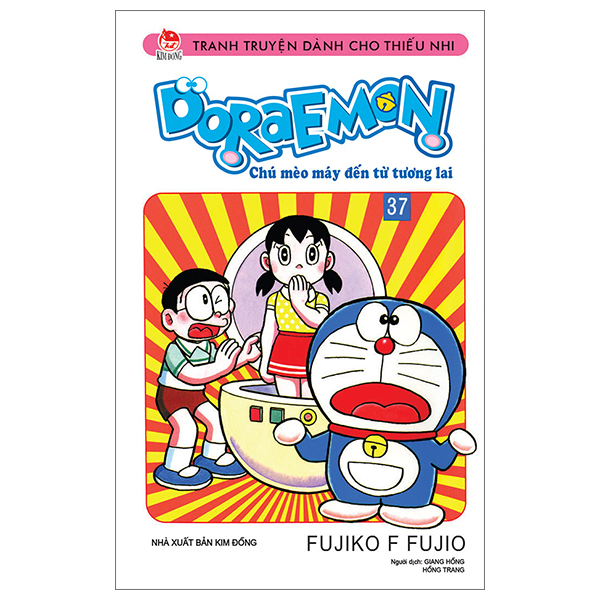 KIM ĐỒNG
TRANH TRUYỆN DÀNH CHO THIẾU NHI
DORAEMON
Chú mèo máy đến từ tương lai
37
NHÀ XUẤT BẢN KIM ĐỒNG
FUJIKO F FUJIO
Người dịch: GIANG HỒNG
HỒNG TRANG